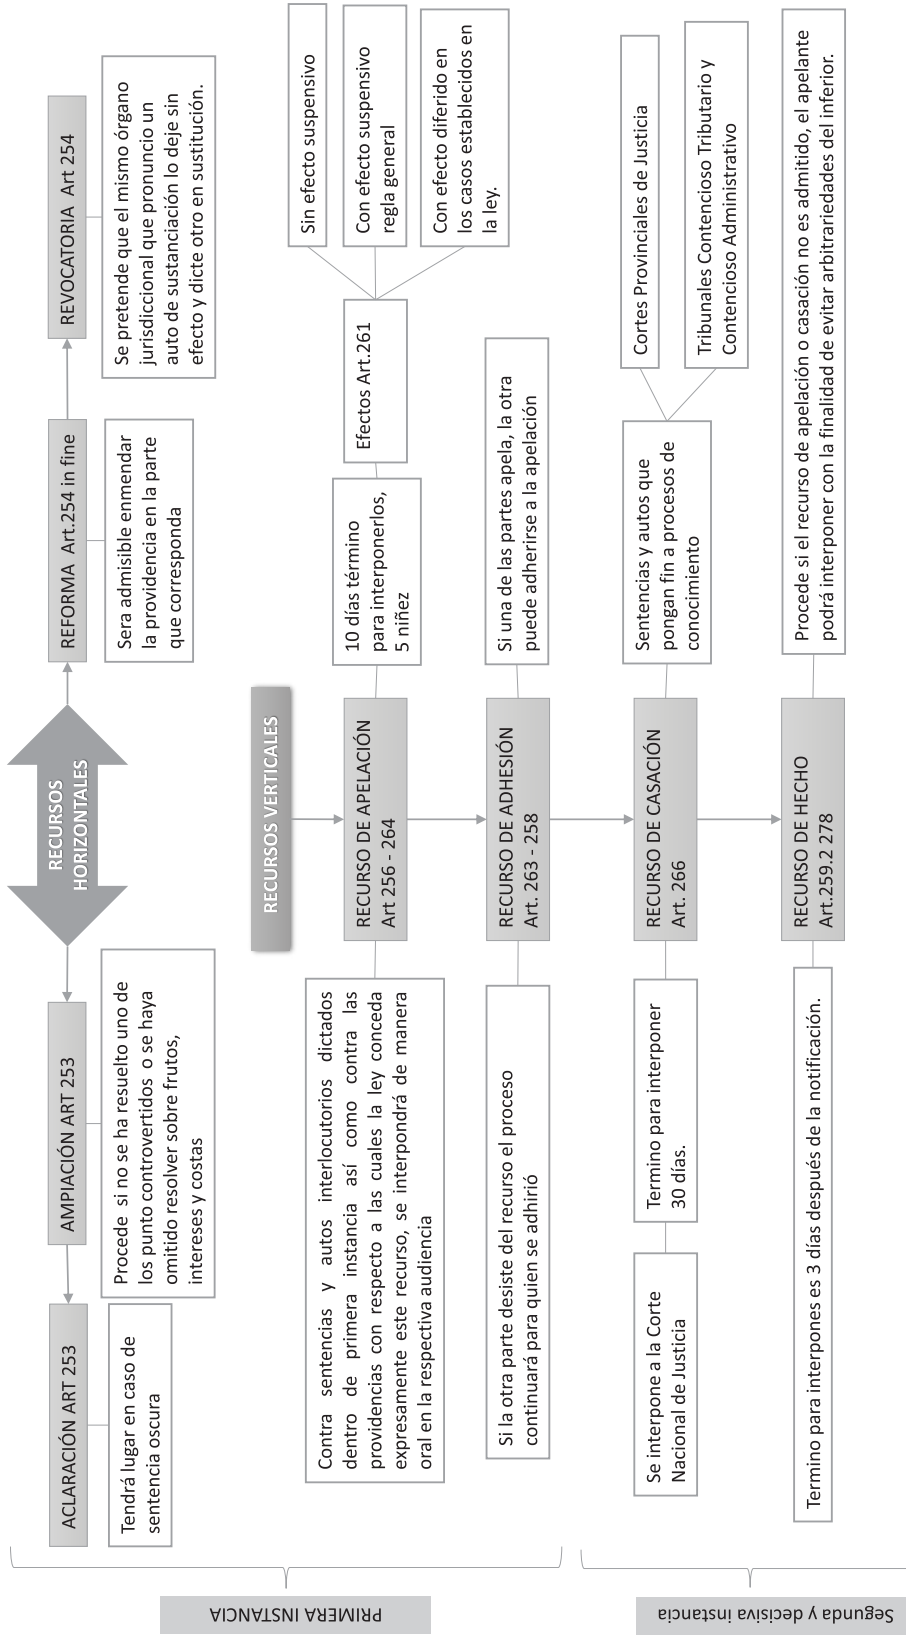 RECURSOS
HORIZONTALES
ACLARACIÓN ART 253
Tendrá lugar en caso de
sentencia oscura
AMPIACIÓN ART 253
Procede si no se ha resuelto uno de
los punto controvertidos o se haya
omitido resolver sobre frutos,
intereses y costas
REFORMA Art.254 in fine
Sera admisible enmendar
la providencia en la parte
que corresponda
REVOCATORIA Art 254
Se pretende que el mismo órgano
jurisdiccional que pronuncio un
auto de sustanciación lo deje sin
efecto y dicte otro en sustitución.
RECURSOS VERTICALES
PRIMERA INSTANCIA
Contra sentencias y autos interlocutorios dictados
dentro de primera instancia así como contra las
providencias con respecto a las cuales la ley conceda
expresamente este recurso, se interpondrá de manera
oral en la respectiva audiencia
RECURSO DE APELACIÓN
Art 256 - 264
10 días término
para interponerlos,
5 niñez
Efectos Art.261
Sin efecto suspensivo
Con efecto suspensivo
regla general
Con efecto diferido en
los casos establecidos en
la ley.
Si la otra parte desiste del recurso el proceso
continuará para quien se adhirió
RECURSO DE ADHESIÓN
Art. 263 - 258
Si una de las partes apela, la otra
puede adherirse a la apelación
Segunda y decisiva instancia
Se interpone a la Corte
Nacional de Justicia
Termino para interponer
30 días.
RECURSO DE CASACIÓN
Art. 266
Sentencias y autos que
pongan fin a procesos de
conocimiento
Cortes Provinciales de Justicia
Tribunales Contencioso Tributario y
Contencioso Administrativo
Termino para interpones es 3 días después de la notificación.
RECURSO DE HECHO
Art.259.2 278
Procede si el recurso de apelación o casación no es admitido, el apelante
podrá interponer con la finalidad de evitar arbitrariedades del inferior.